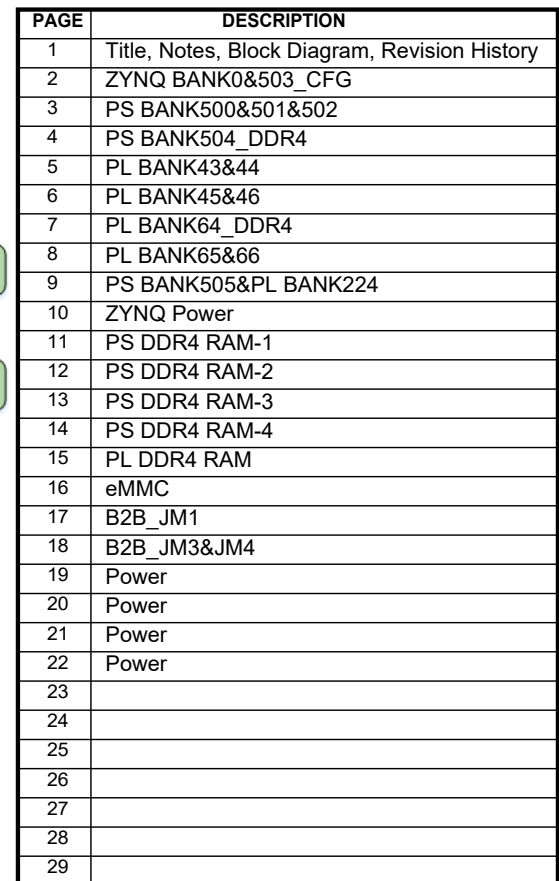 PAGE DESCRIPTION
1 Title, Notes, Block Diagram, Revision History
2 ZYNQ BANK0&503_CFG
3 PS BANK500&501&502
4 PS BANK504_DDR4
5 PL BANK43&44
6 PL BANK45&46
7 PL BANK64_DDR4
8 PL BANK65&66
9 PS BANK505&PL BANK224
10 ZYNQ Power
11 PS DDR4 RAM-1
12 PS DDR4 RAM-2
13 PS DDR4 RAM-3
14 PS DDR4 RAM-4
15 PL DDR4 RAM
16 eMMC
17 B2B_JM1
18 B2B_JM3&JM4
19 Power
20 Power
21 Power
22 Power
23
24
25
26
27
28
29